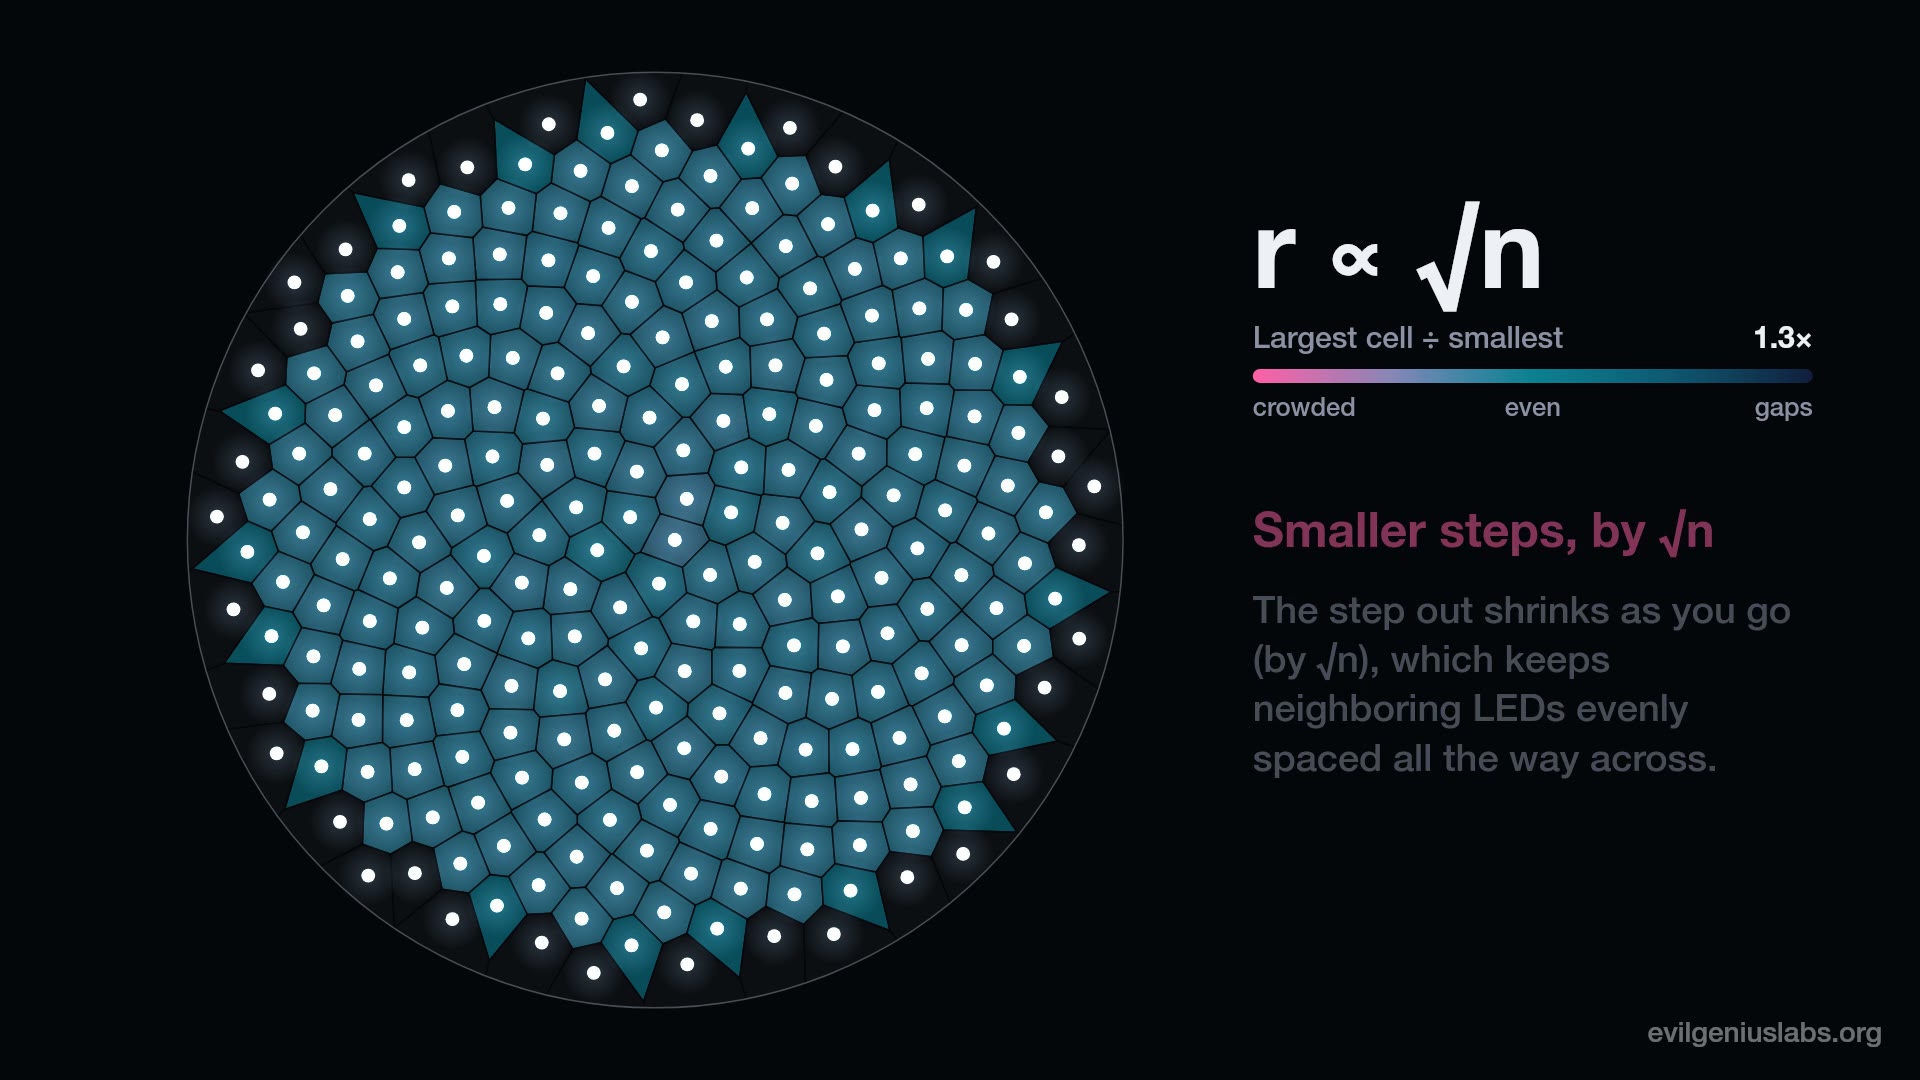 r ∝ √n
Largest cell ÷ smallest 1.3×
crowded even gaps
Smaller steps, by √n
The step out shrinks as you go
(by √n), which keeps
neighboring LEDs evenly
spaced all the way across.
evilgeniuslabs.org